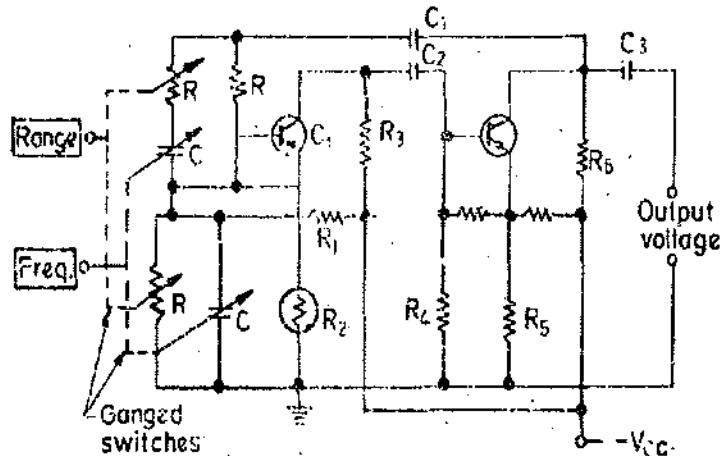 C₁
C₂
C₃
R
R
C₁
R₃
R₆
Range
C
R₁
Output
voltage
Freq.
R
C
R₂
R₄
R₅
Ganged
switches
-Vcc